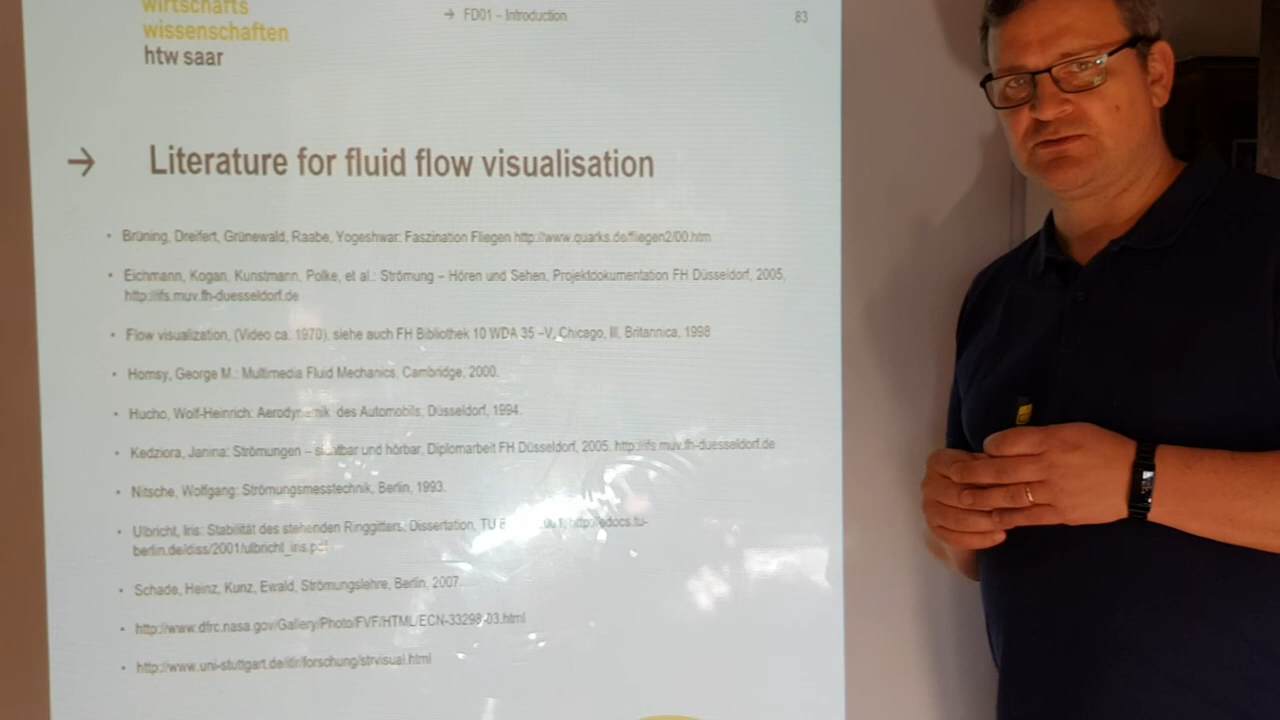 wirtschafts
wissenschaften
htw saar
→ FD01 – Introduction
83
→ Literature for fluid flow visualisation
• Brüning, Dreifert, Grünewald, Raabe, Yogeshwar: Faszination Fliegen http://www.quarks.de/fliegen2/00.htm
• Eichmann, Kogan, Kunstmann, Polke, et al.: Strömung – Hören und Sehen, Projektdokumentation FH Düsseldorf, 2005,
http://ifs.muv.fh-duesseldorf.de
• Flow visualization, (Video ca. 1970), siehe auch FH Bibliothek 10 WDA 35 –V, Chicago, Ill, Britannica, 1998
• Homsy, George M.: Multimedia Fluid Mechanics, Cambridge, 2000.
• Hucho, Wolf-Heinrich: Aerodynamik des Automobils, Düsseldorf, 1994.
• Kedziora, Janina: Strömungen – sichtbar und hörbar, Diplomarbeit FH Düsseldorf, 2005. http://ifs.muv.fh-duesseldorf.de
• Nitsche, Wolfgang: Strömungsmesstechnik, Berlin, 1993.
• Ulbricht, Iris: Stabilität des stehenden Ringgitters, Dissertation, TU http://edocs.tu-
berlin.de/diss/2001/ulbricht_iris.pdf
• Schade, Heinz, Kunz, Ewald, Strömungslehre, Berlin, 2007.
• http://www.dfrc.nasa.gov/Gallery/Photo/FVF/HTML/ECN-33298-03.html
• http://www.uni-stuttgart.de/itlr/forschung/strvisual.html